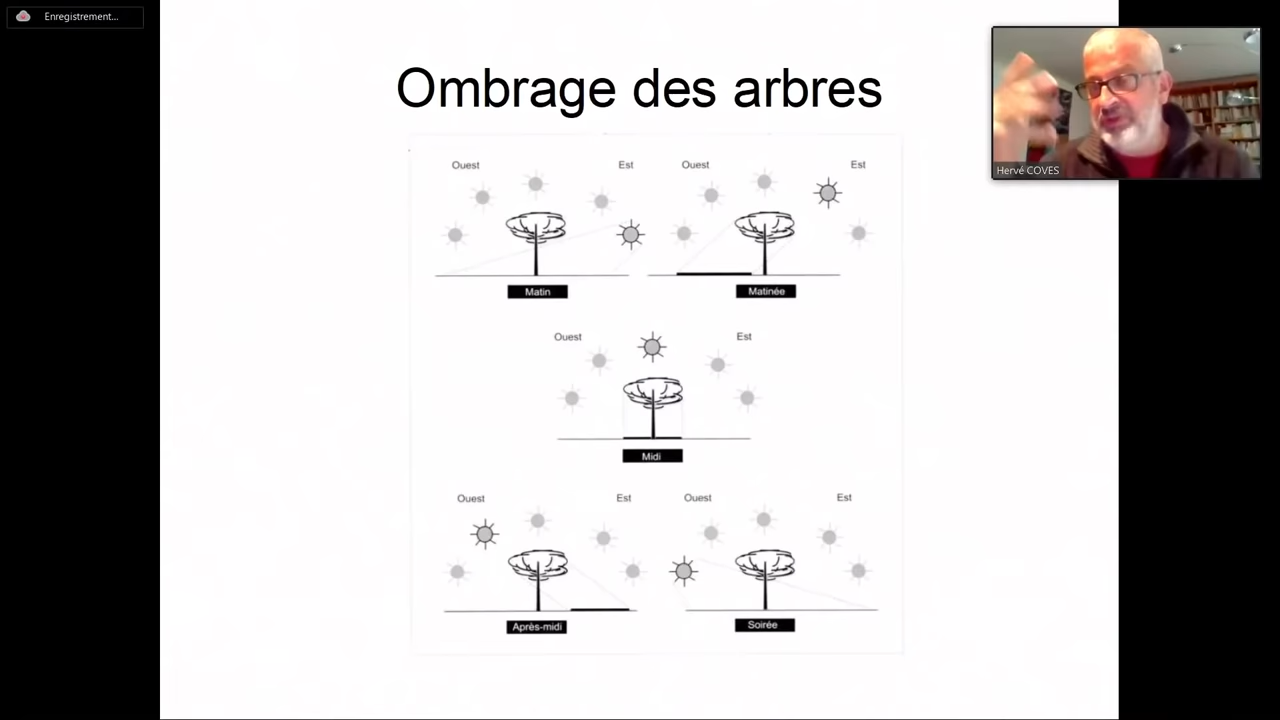 Enregistrement...
Ombrage des arbres
Hervé COVES
Ouest Est Ouest Est
Matin Matinée
Ouest Est
Midi
Ouest Est Ouest Est
Après-midi Soirée